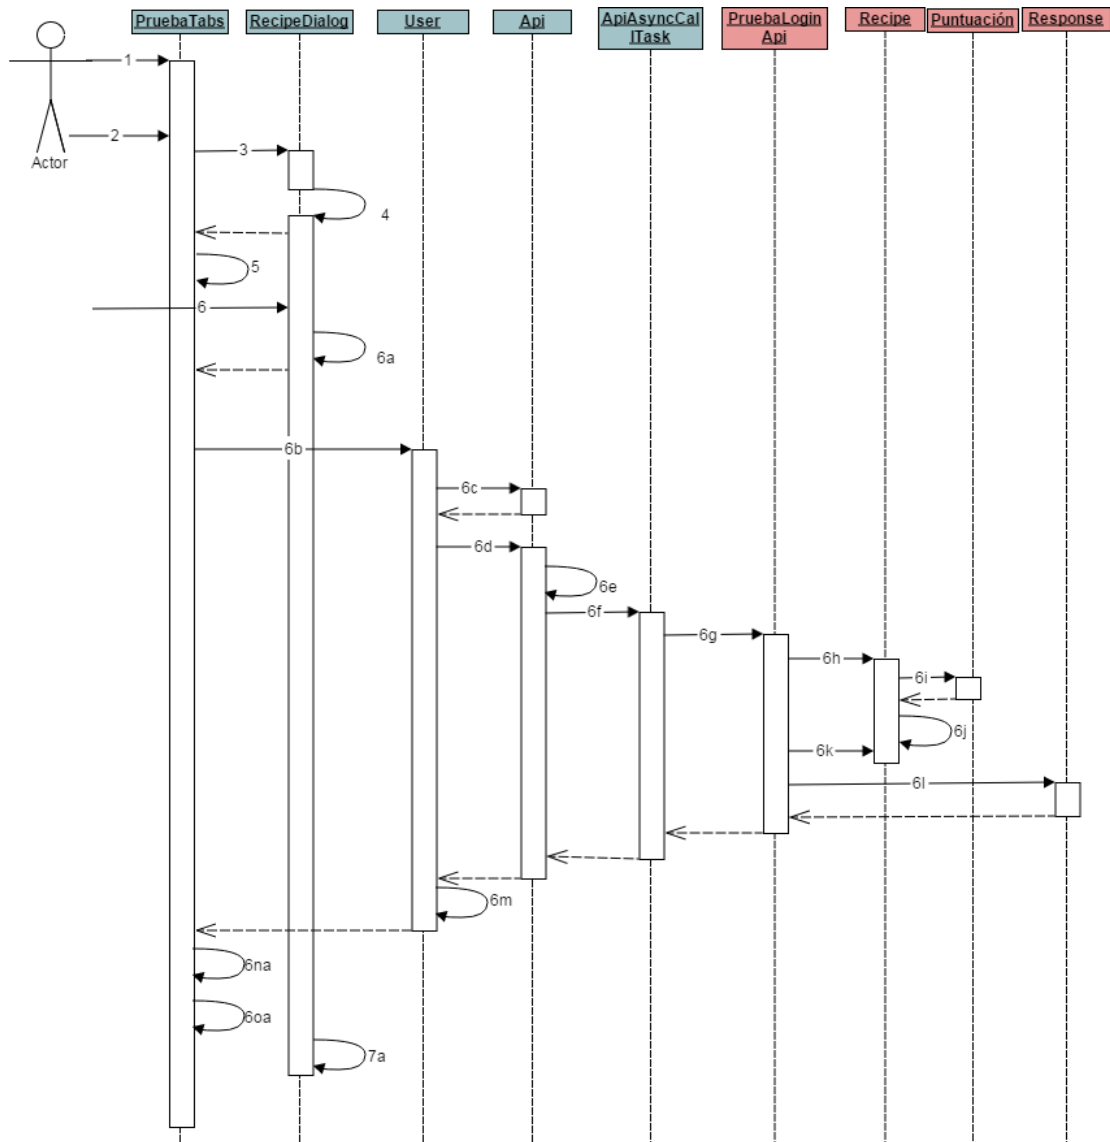 PruebaTabs
RecipeDialog
User
Api
ApiAsyncCal
lTask
PruebaLogin
Api
Recipe
Puntuación
Response
1
2
Actor
3
4
5
6
6a
6b
6c
6d
6e
6f
6g
6h
6i
6j
6k
6l
6m
6na
6oa
7a